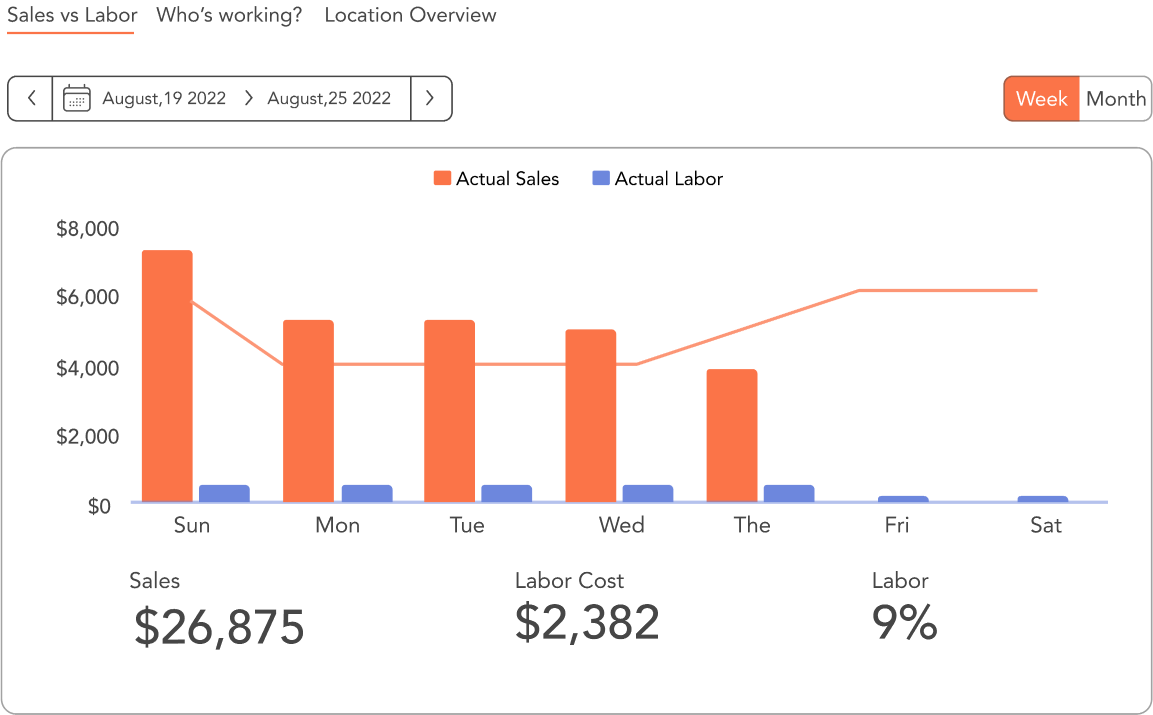 Sales vs Labor Who's working? Location Overview
August,19 2022 > August,25 2022
Week Month
Actual Sales Actual Labor
$8,000
$6,000
$4,000
$2,000
$0
Sun Mon Tue Wed The Fri Sat
Sales Labor Cost Labor
$26,875 $2,382 9%